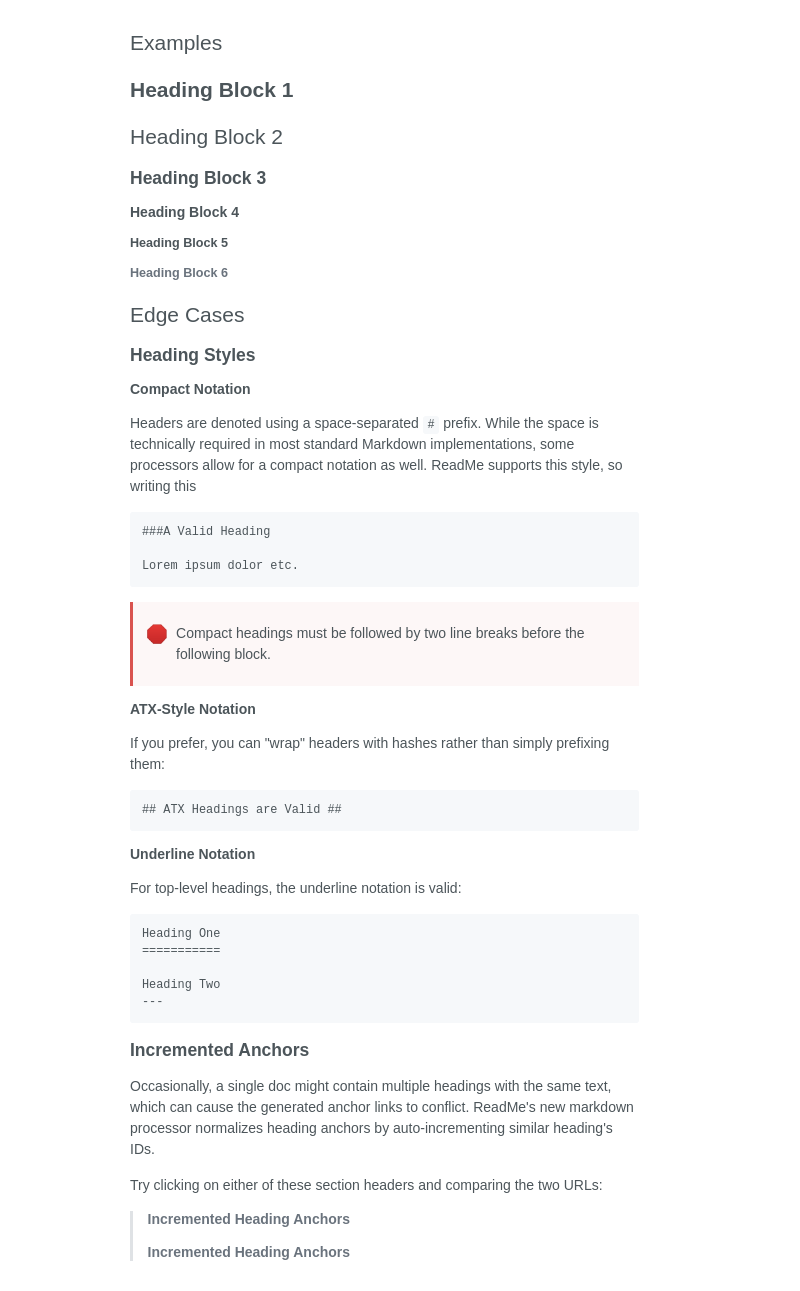 Examples
Heading Block 1
Heading Block 2
Heading Block 3
Heading Block 4
Heading Block 5
Heading Block 6
Edge Cases
Heading Styles
Compact Notation
Headers are denoted using a space-separated # prefix. While the space is
technically required in most standard Markdown implementations, some
processors allow for a compact notation as well. ReadMe supports this style, so
writing this
###A Valid Heading
Lorem ipsum dolor etc.
Compact headings must be followed by two line breaks before the
following block.
ATX-Style Notation
If you prefer, you can "wrap" headers with hashes rather than simply prefixing
them:
## ATX Headings are Valid ##
Underline Notation
For top-level headings, the underline notation is valid:
Heading One
===========
Heading Two
---
Incremented Anchors
Occasionally, a single doc might contain multiple headings with the same text,
which can cause the generated anchor links to conflict. ReadMe's new markdown
processor normalizes heading anchors by auto-incrementing similar heading's
IDs.
Try clicking on either of these section headers and comparing the two URLs:
Incremented Heading Anchors
Incremented Heading Anchors